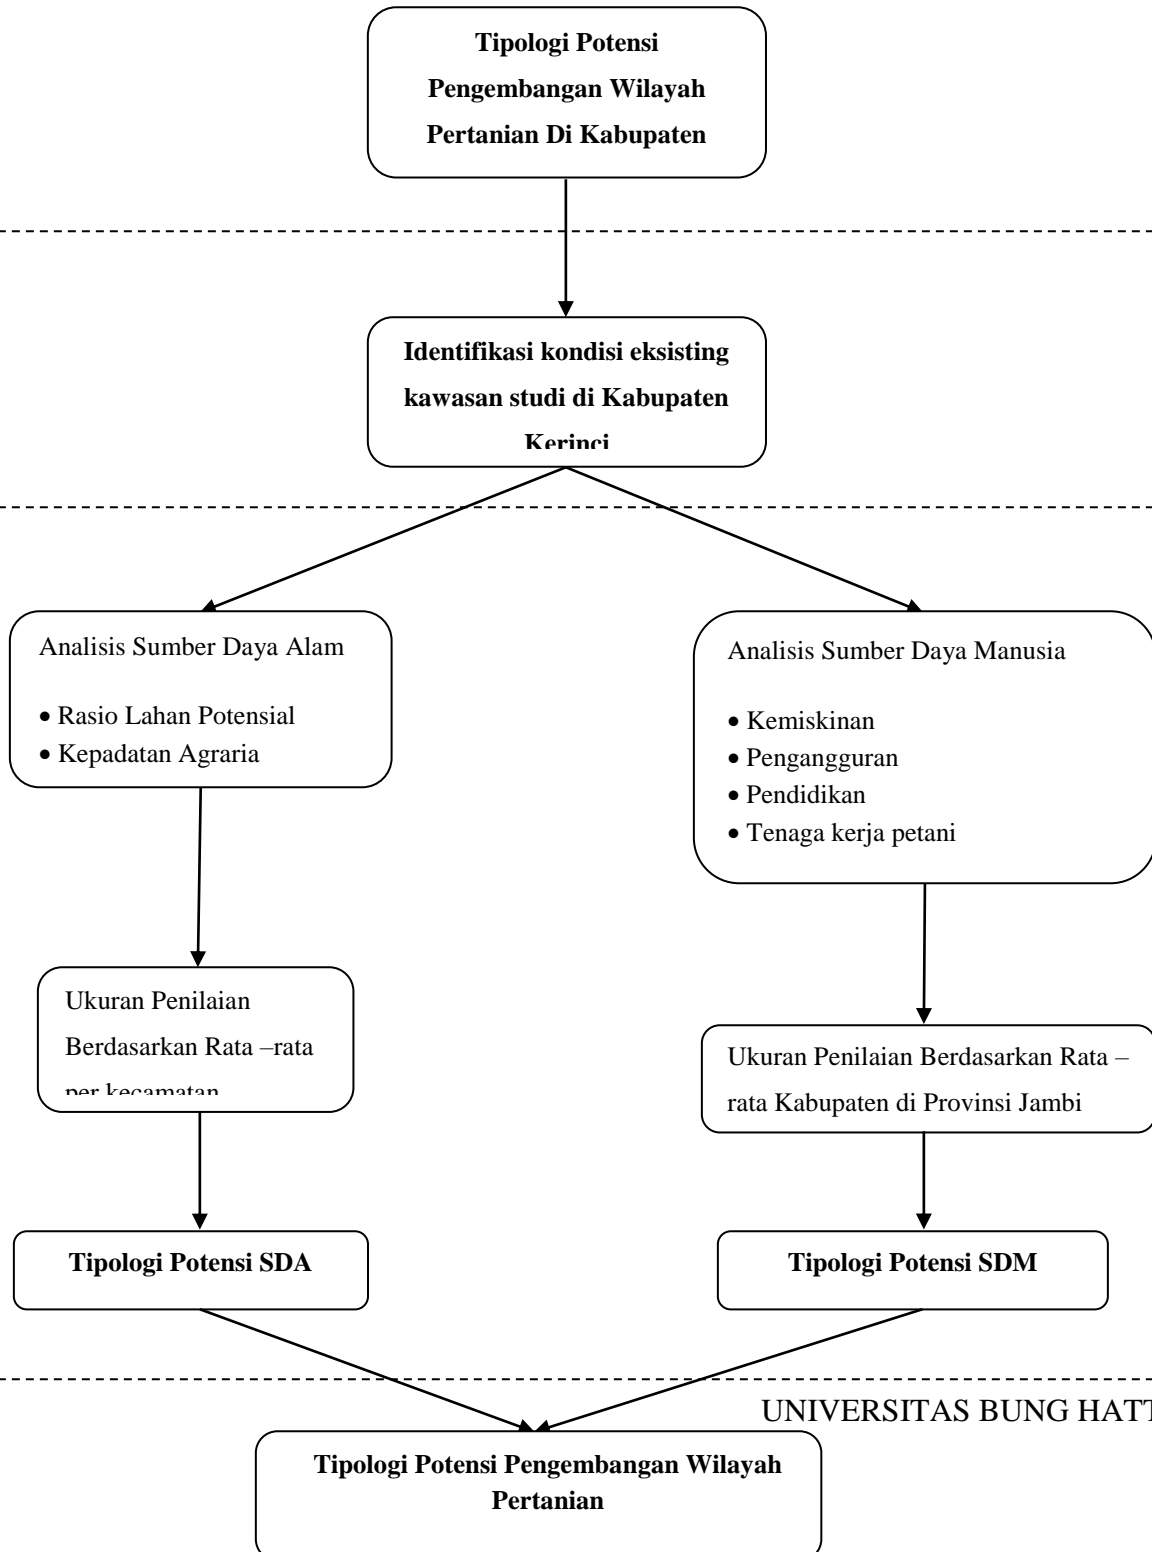 Tipologi Potensi
Pengembangan Wilayah
Pertanian Di Kabupaten
Identifikasi kondisi eksisting
kawasan studi di Kabupaten
Kerinci
Analisis Sumber Daya Alam
• Rasio Lahan Potensial
• Kepadatan Agraria
Analisis Sumber Daya Manusia
• Kemiskinan
• Pengangguran
• Pendidikan
• Tenaga kerja petani
Ukuran Penilaian
Berdasarkan Rata –rata
per kecamatan
Ukuran Penilaian Berdasarkan Rata –
rata Kabupaten di Provinsi Jambi
Tipologi Potensi SDA
Tipologi Potensi SDM
UNIVERSITAS BUNG HATT
Tipologi Potensi Pengembangan Wilayah
Pertanian